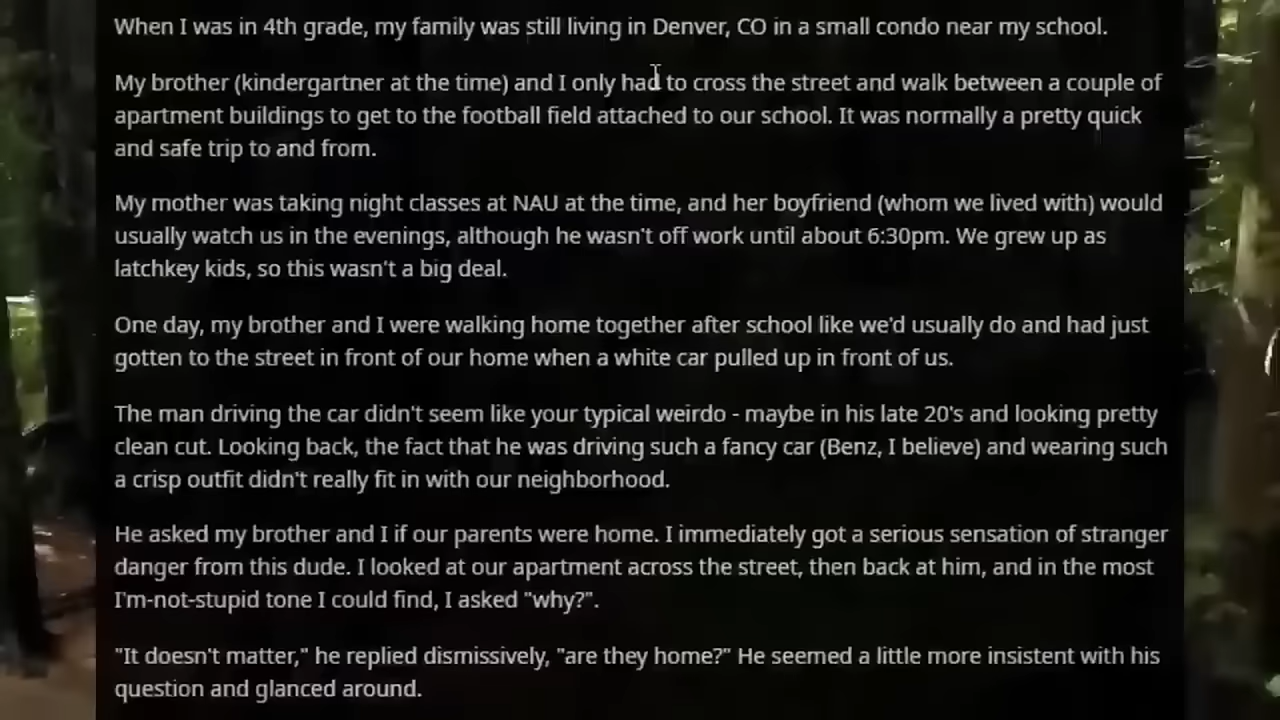 When I was in 4th grade, my family was still living in Denver, CO in a small condo near my school.
My brother (kindergartner at the time) and I only had to cross the street and walk between a couple of
apartment buildings to get to the football field attached to our school. It was normally a pretty quick
and safe trip to and from.
My mother was taking night classes at NAU at the time, and her boyfriend (whom we lived with) would
usually watch us in the evenings, although he wasn't off work until about 6:30pm. We grew up as
latchkey kids, so this wasn't a big deal.
One day, my brother and I were walking home together after school like we'd usually do and had just
gotten to the street in front of our home when a white car pulled up in front of us.
The man driving the car didn't seem like your typical weirdo - maybe in his late 20's and looking pretty
clean cut. Looking back, the fact that he was driving such a fancy car (Benz, I believe) and wearing such
a crisp outfit didn't really fit in with our neighborhood.
He asked my brother and I if our parents were home. I immediately got a serious sensation of stranger
danger from this dude. I looked at our apartment across the street, then back at him, and in the most
I'm-not-stupid tone I could find, I asked "why?".
"It doesn't matter," he replied dismissively, "are they home?" He seemed a little more insistent with his
question and glanced around.